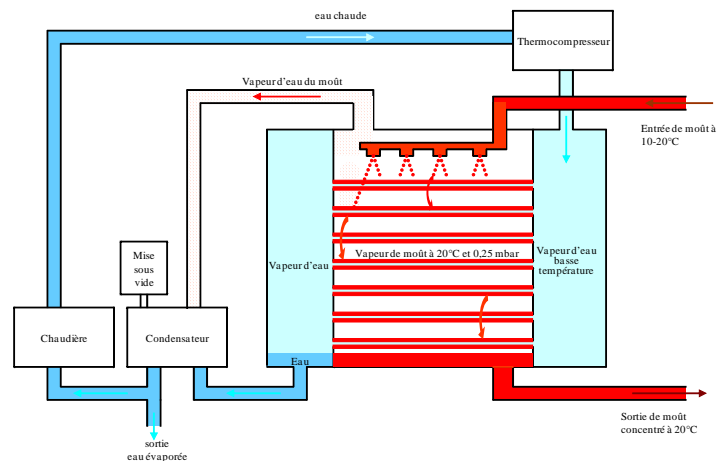 eau chaude
Thermocompresseur
Vapeur d'eau du moût
Entrée de moût à
10-20°C
Mise
sous
vide
Vapeur d'eau
Vapeur de moût à 20°C et 0,25 mbar
Vapeur d'eau
basse
température
Chaudière
Condensateur
Eau
Sortie de moût
concentré à 20°C
sortie
eau évaporée